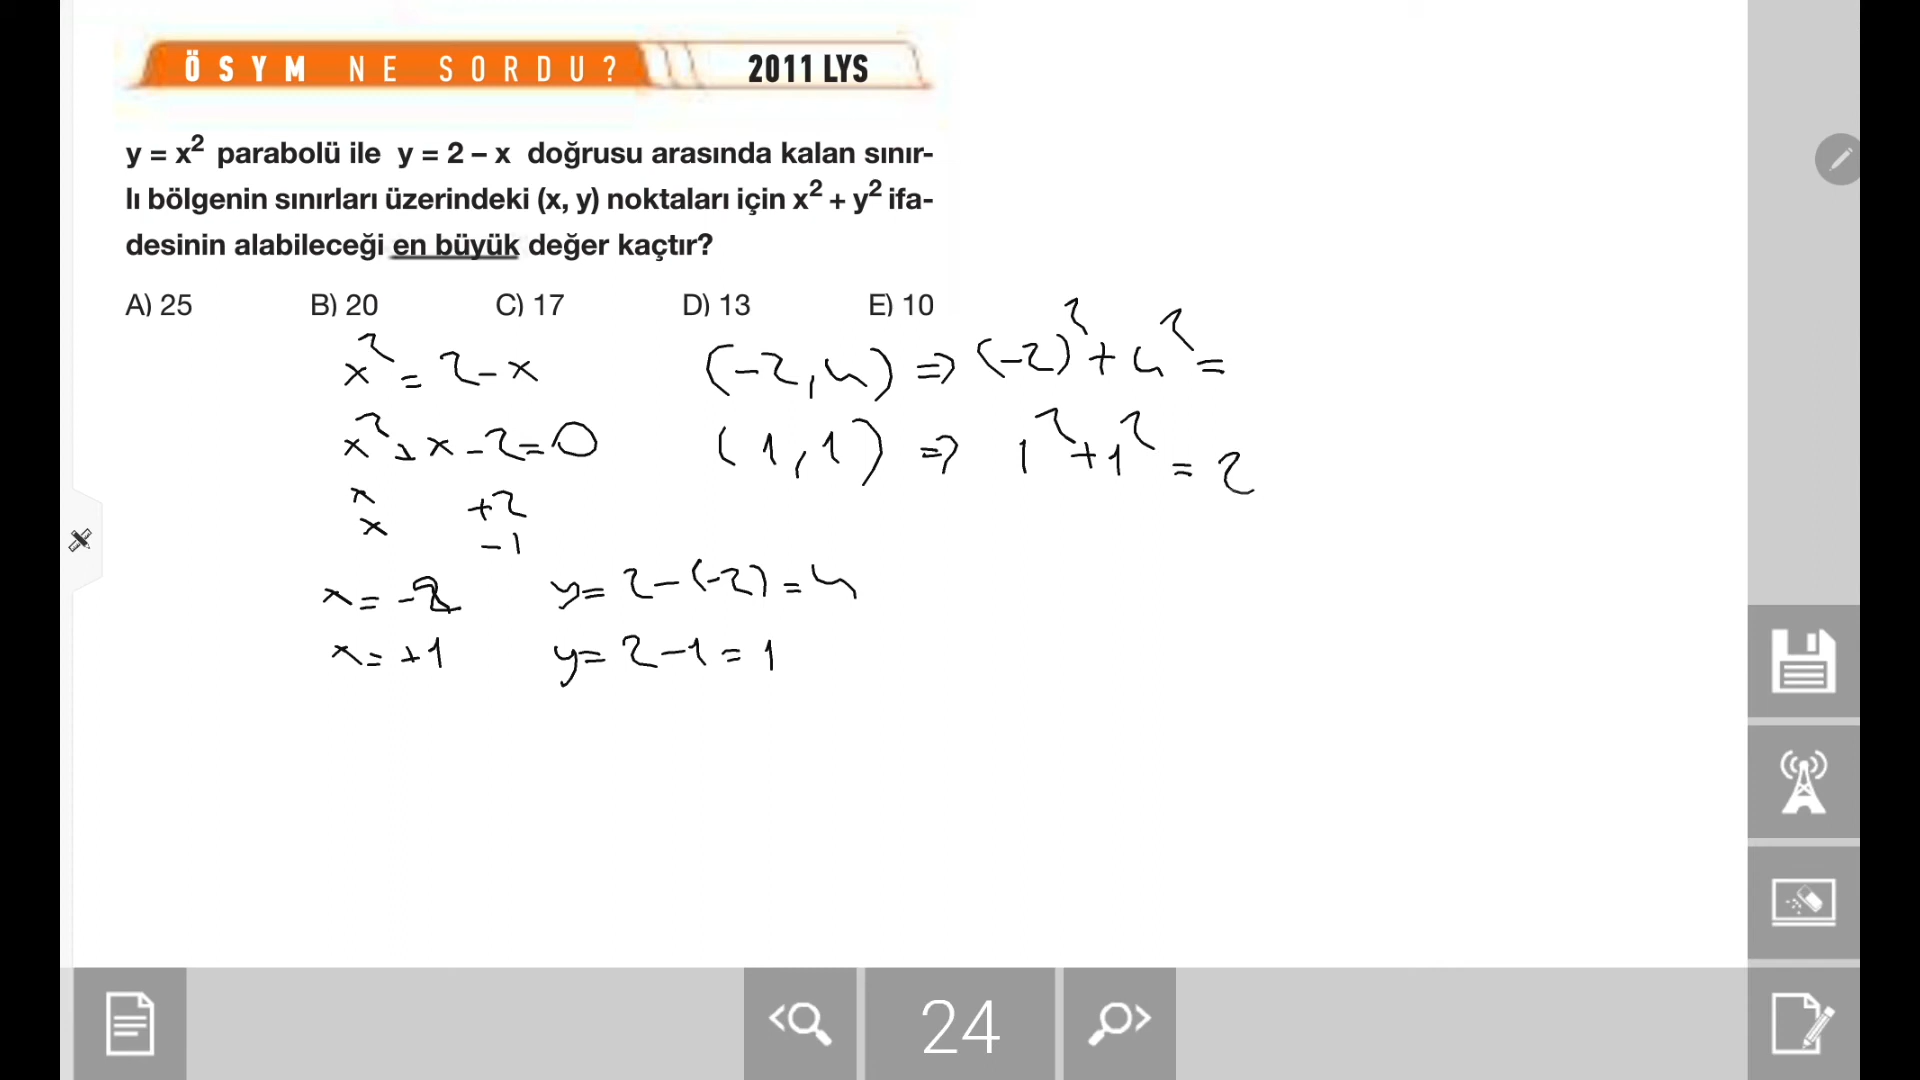 ÖSYM NE SORDU? 2011 LYS
y = x² parabolü ile y = 2 – x doğrusu arasında kalan sınır-
lı bölgenin sınırları üzerindeki (x, y) noktaları için x² + y² ifa-
desinin alabileceği en büyük değer kaçtır?
A) 25 B) 20 C) 17 D) 13 E) 10
x² = 2 - x (-2, 4) ⇒ (-2)² + 4² =
x² + x - 2 = 0 (1, 1) ⇒ 1² + 1² = 2
x +2
x -1
x = -2 y = 2 - (-2) = 4
x = +1 y = 2 - 1 = 1
24